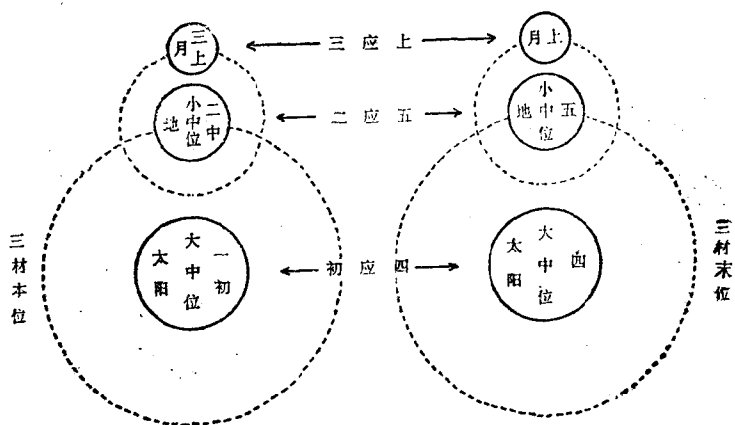 三上
月
三应上
月上
二中
小中位
地
二应五
五
小中位
地
一初
大中位
太阳
初应四
四
大中位
太阳
三材本位
三材末位